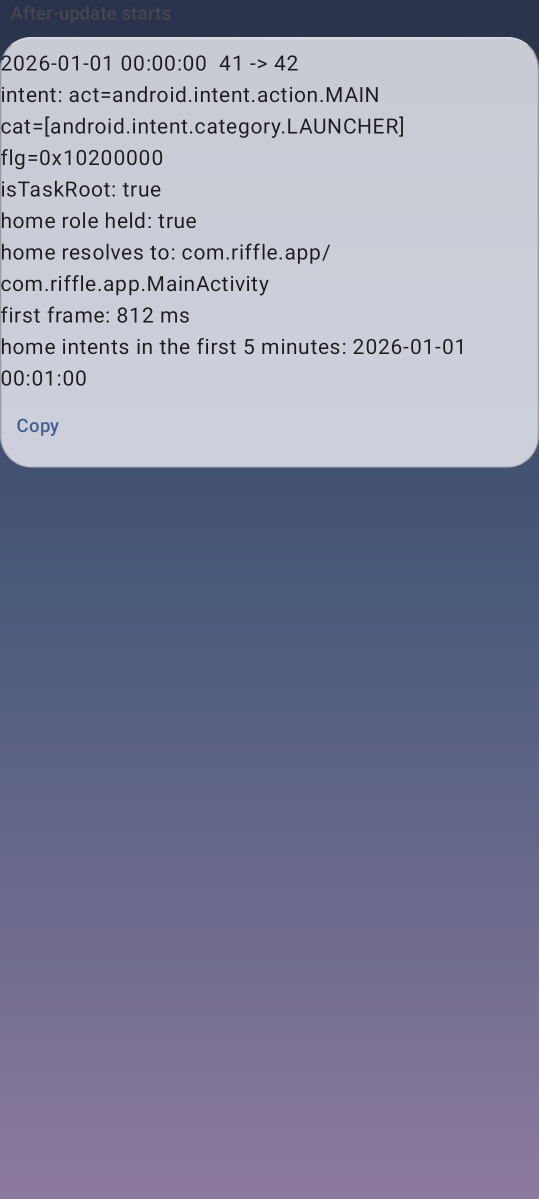 After-update starts
2026-01-01 00:00:00  41 -> 42
intent: act=android.intent.action.MAIN
cat=[android.intent.category.LAUNCHER]
flg=0x10200000
isTaskRoot: true
home role held: true
home resolves to: com.riffle.app/
com.riffle.app.MainActivity
first frame: 812 ms
home intents in the first 5 minutes: 2026-01-01
00:01:00
Copy